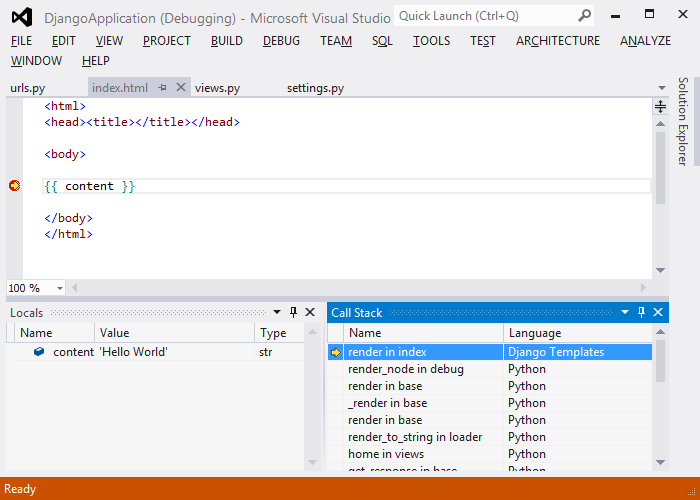 DjangoApplication (Debugging) - Microsoft Visual Studio
Quick Launch (Ctrl+Q)
FILE EDIT VIEW PROJECT BUILD DEBUG TEAM SQL TOOLS TEST ARCHITECTURE ANALYZE
WINDOW HELP
urls.py index.html views.py settings.py
Solution Explorer
<html>
<head><title></title></head>
<body>
{{ content }}
</body>
</html>
100 %
Locals
Name Value Type
content 'Hello World' str
Call Stack
Name Language
render in index Django Templates
render_node in debug Python
render in base Python
_render in base Python
render in base Python
render_to_string in loader Python
home in views Python
get_response in base Python
Ready